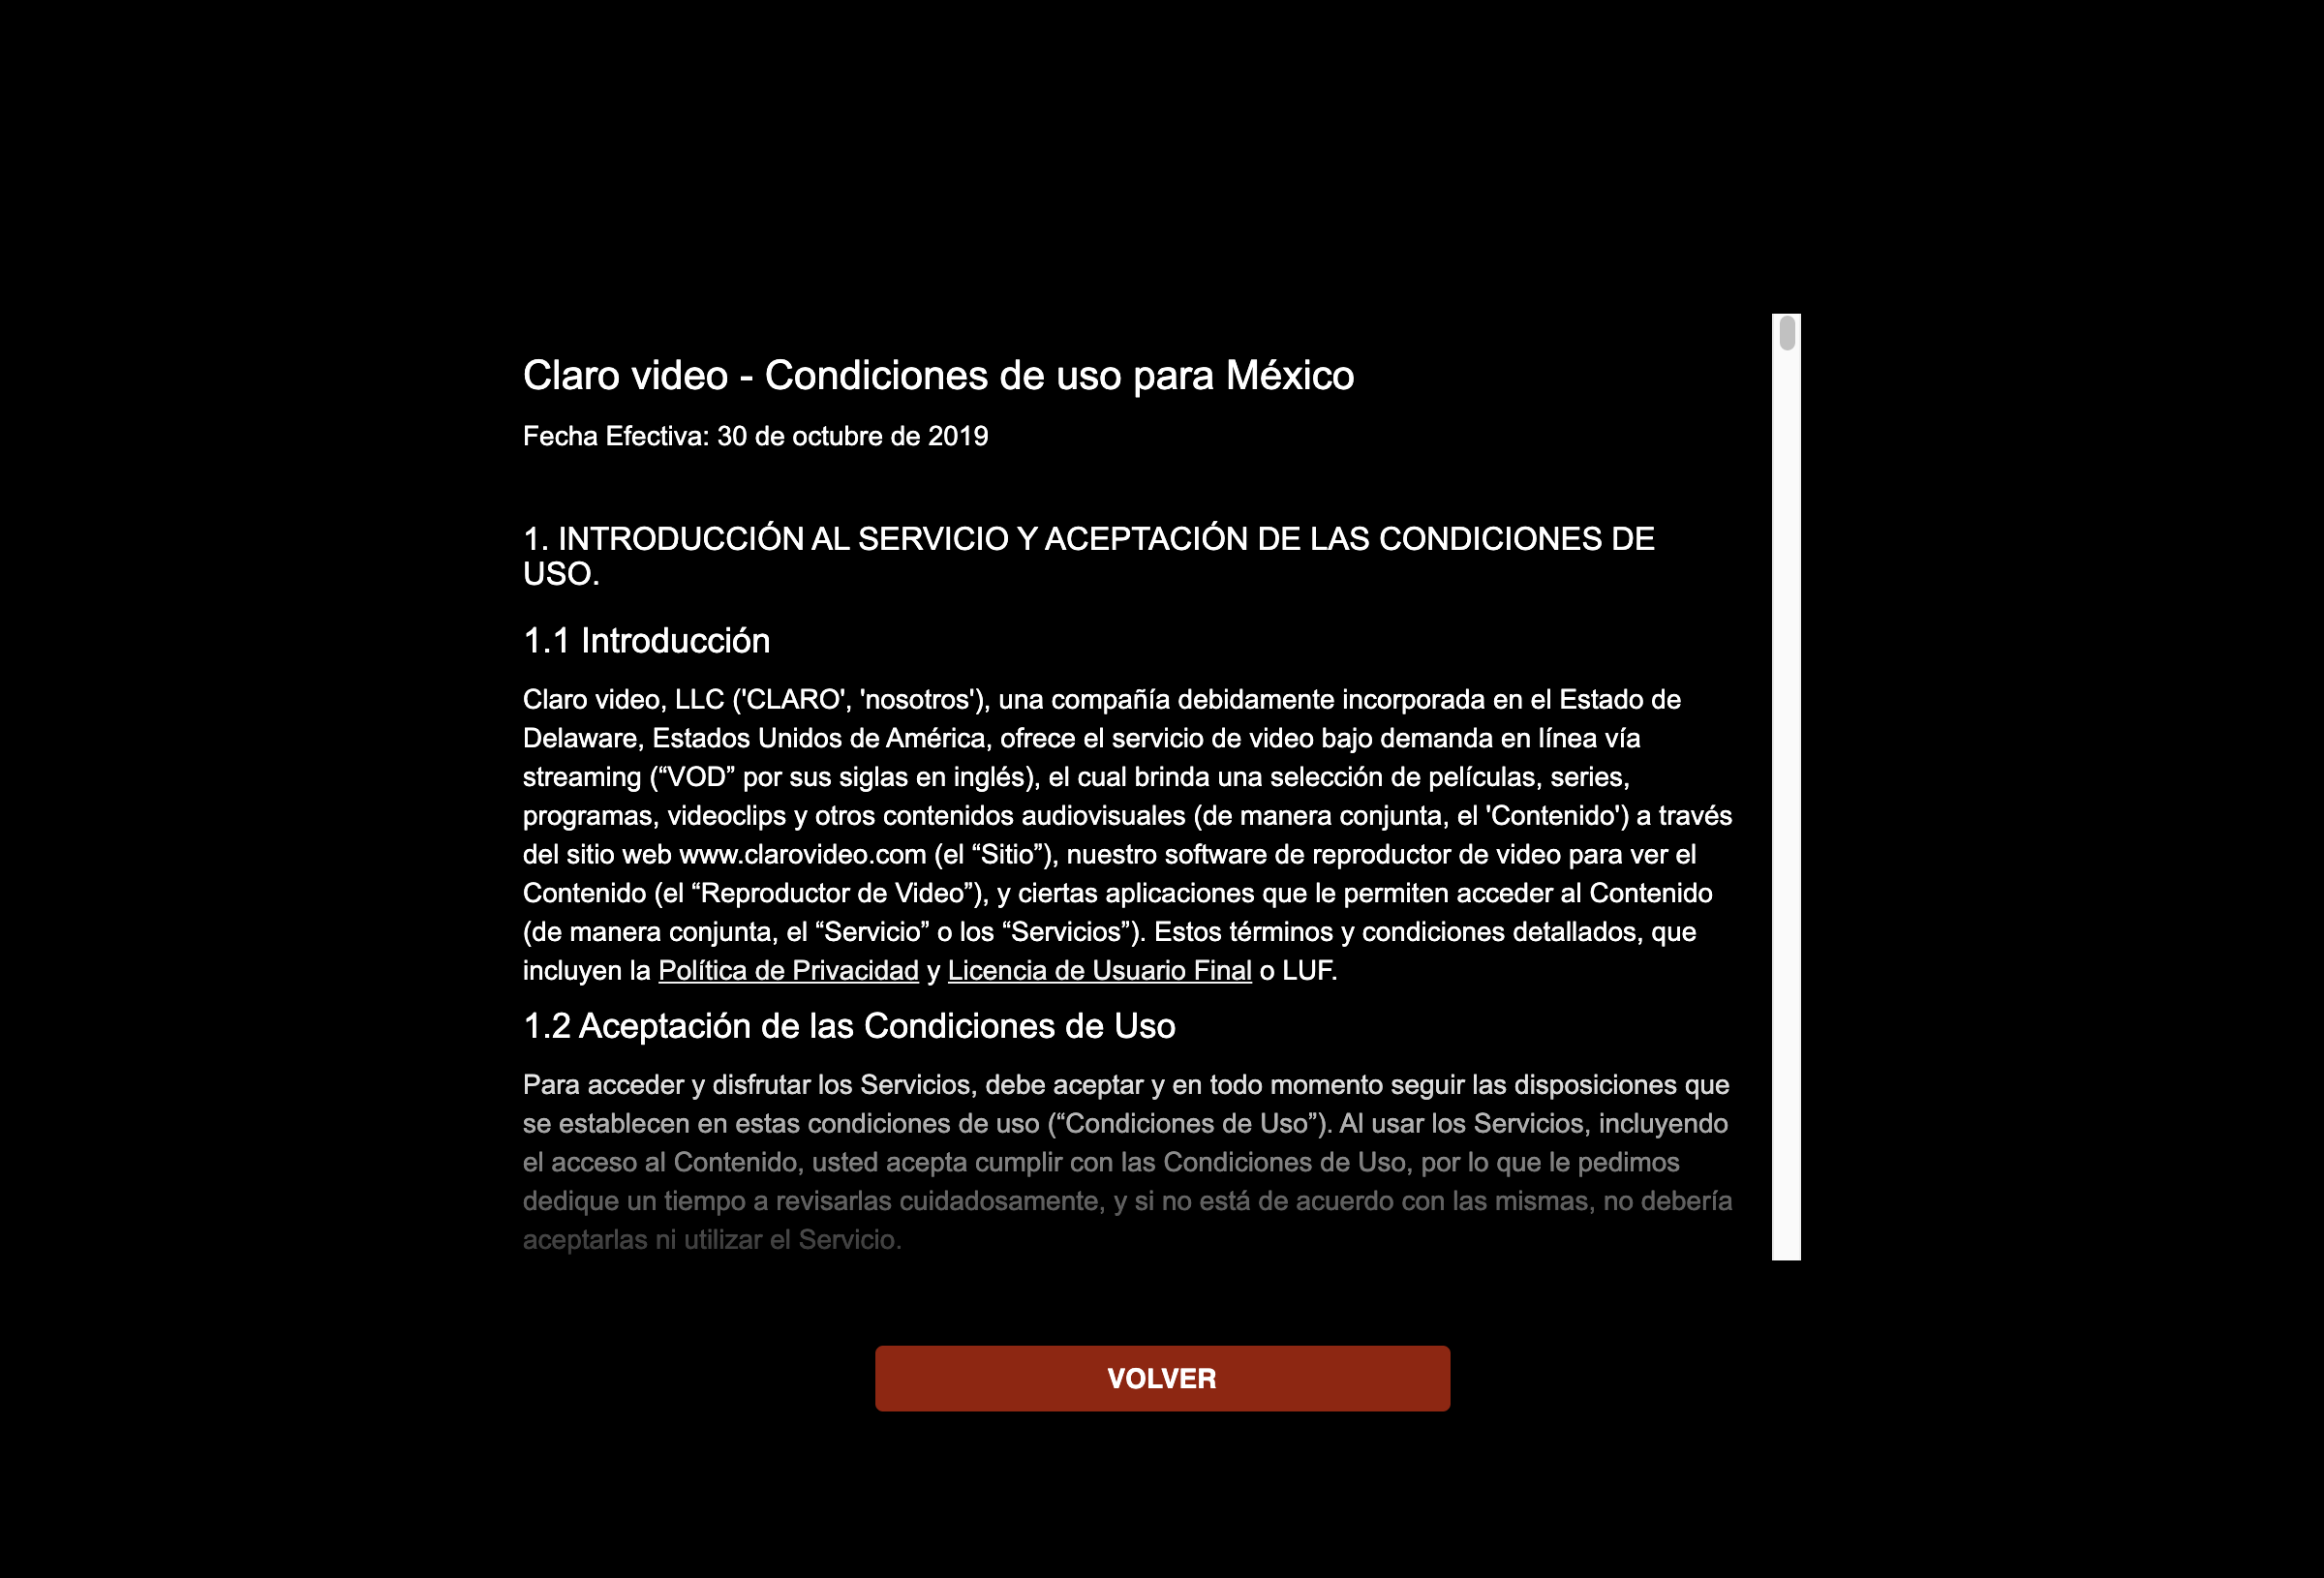 Claro video - Condiciones de uso para México
Fecha Efectiva: 30 de octubre de 2019
1. INTRODUCCIÓN AL SERVICIO Y ACEPTACIÓN DE LAS CONDICIONES DE
USO.
1.1 Introducción
Claro video, LLC ('CLARO', 'nosotros'), una compañía debidamente incorporada en el Estado de
Delaware, Estados Unidos de América, ofrece el servicio de video bajo demanda en línea vía
streaming (“VOD” por sus siglas en inglés), el cual brinda una selección de películas, series,
programas, videoclips y otros contenidos audiovisuales (de manera conjunta, el 'Contenido') a través
del sitio web www.clarovideo.com (el “Sitio”), nuestro software de reproductor de video para ver el
Contenido (el “Reproductor de Video”), y ciertas aplicaciones que le permiten acceder al Contenido
(de manera conjunta, el “Servicio” o los “Servicios”). Estos términos y condiciones detallados, que
incluyen la Política de Privacidad y Licencia de Usuario Final o LUF.
1.2 Aceptación de las Condiciones de Uso
Para acceder y disfrutar los Servicios, debe aceptar y en todo momento seguir las disposiciones que
se establecen en estas condiciones de uso (“Condiciones de Uso”). Al usar los Servicios, incluyendo
el acceso al Contenido, usted acepta cumplir con las Condiciones de Uso, por lo que le pedimos
dedique un tiempo a revisarlas cuidadosamente, y si no está de acuerdo con las mismas, no debería
aceptarlas ni utilizar el Servicio.
VOLVER